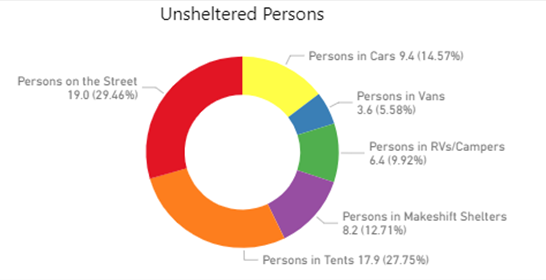 Unsheltered Persons
Persons in Cars 9.4 (14.57%)
Persons in Vans
3.6 (5.58%)
Persons in RVs/Campers
6.4 (9.92%)
Persons in Makeshift Shelters
8.2 (12.71%)
Persons in Tents 17.9 (27.75%)
Persons on the Street
19.0 (29.46%)